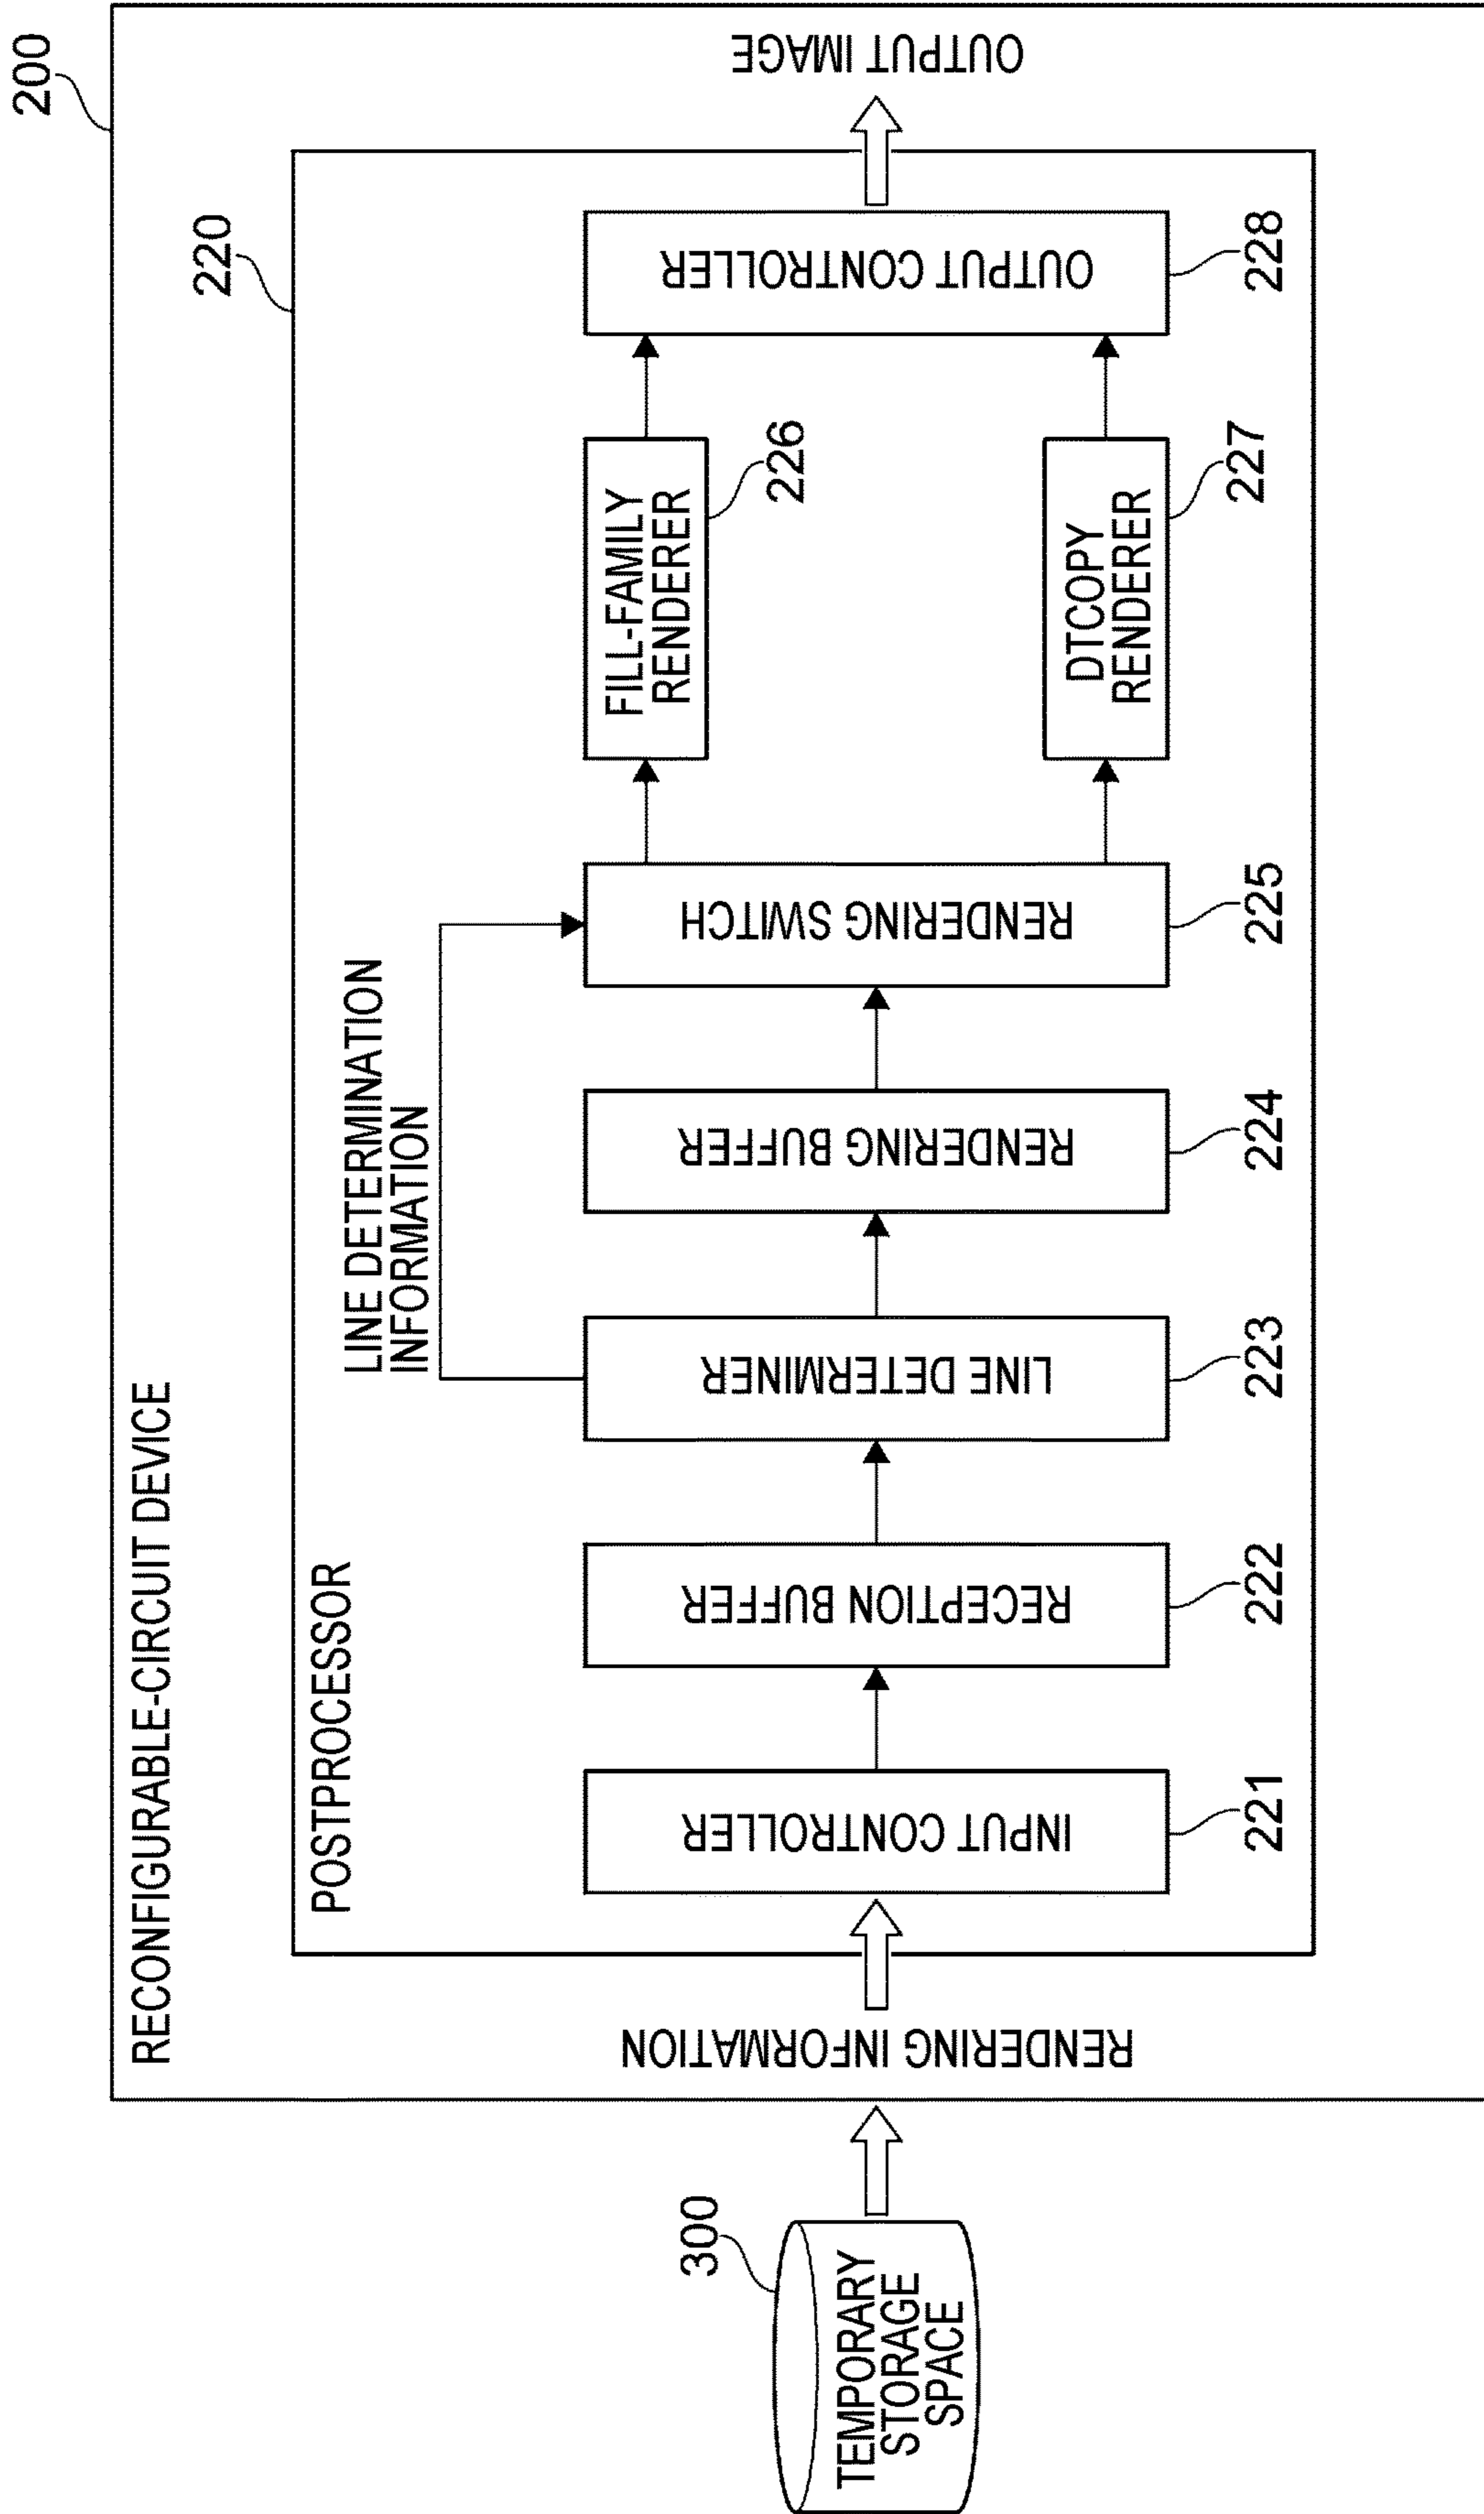 200
RECONFIGURABLE-CIRCUIT DEVICE
220
POSTPROCESSOR
LINE DETERMINATION
INFORMATION
300
TEMPORARY
STORAGE
SPACE
RENDERING INFORMATION
INPUT CONTROLLER
221
RECEPTION BUFFER
222
LINE DETERMINER
223
RENDERING BUFFER
224
RENDERING SWITCH
225
FILL-FAMILY
RENDERER
226
DTCOPY
RENDERER
227
OUTPUT CONTROLLER
228
OUTPUT IMAGE